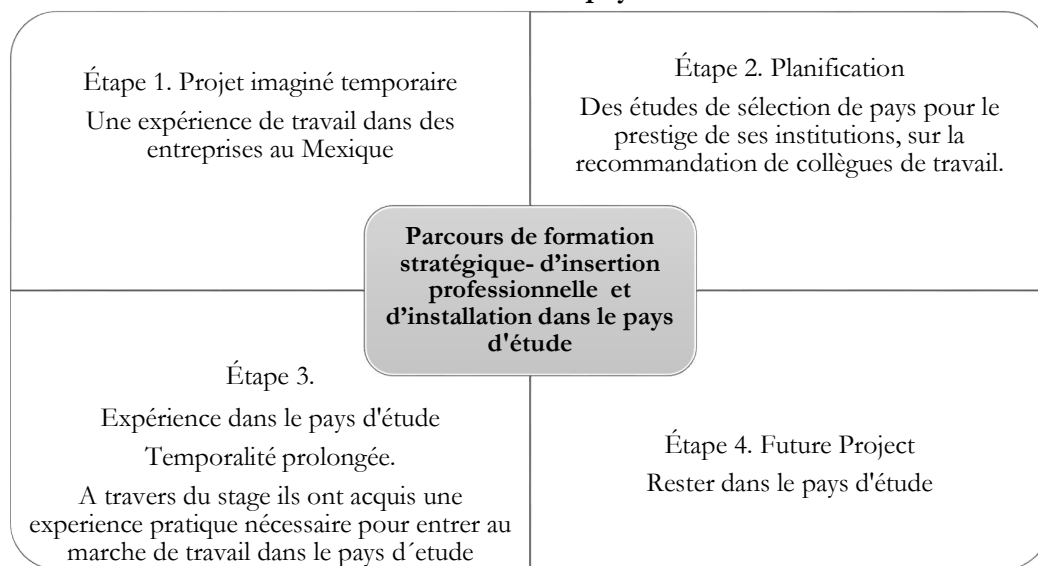 Étape 1. Projet imaginé temporaire
Une expérience de travail dans des
entreprises au Mexique
Étape 2. Planification
Des études de sélection de pays pour le
prestige de ses institutions, sur la
recommandation de collègues de travail.
Parcours de formation
stratégique- d’insertion
professionnelle et
d’installation dans le pays
d'étude
Étape 3.
Expérience dans le pays d'étude
Temporalité prolongée.
A travers du stage ils ont acquis une
experience pratique nécessaire pour entrer au
marche de travail dans le pays d´etude
Étape 4. Future Project
Rester dans le pays d'étude